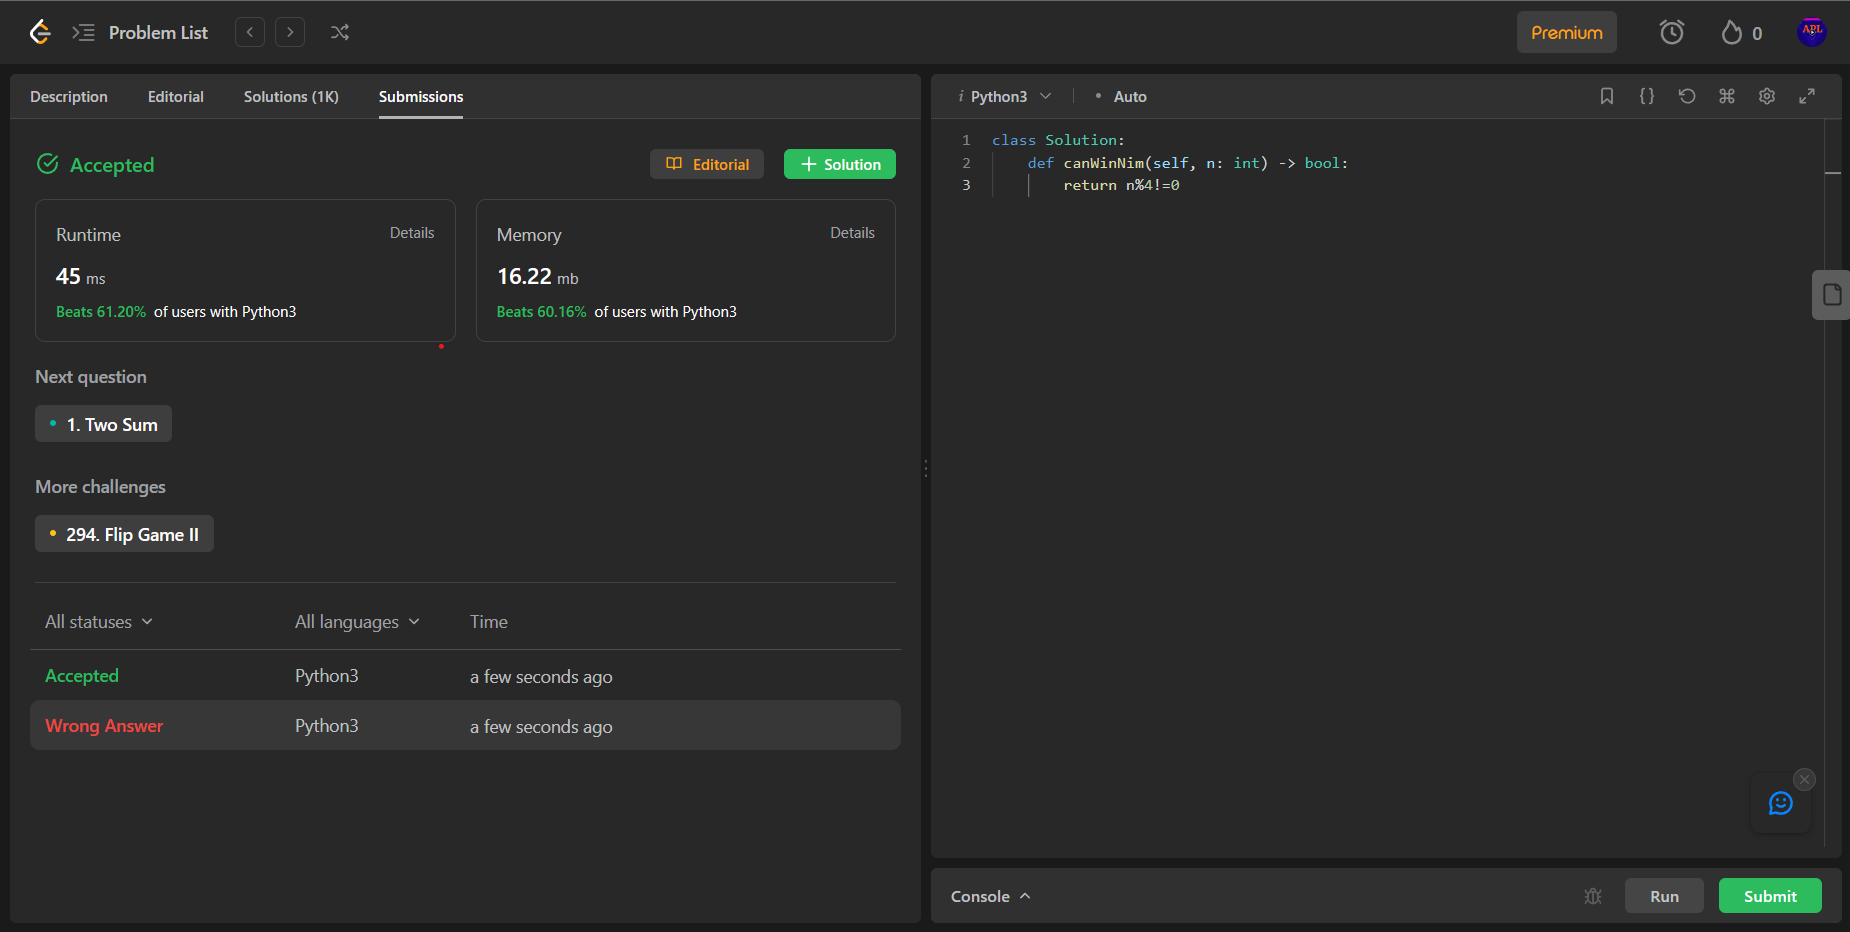 Problem List
Premium
0
APL
Description Editorial Solutions (1K) Submissions
Accepted
Editorial
Solution
Runtime
Details
45 ms
Beats 61.20% of users with Python3
Memory
Details
16.22 mb
Beats 60.16% of users with Python3
Next question
1. Two Sum
More challenges
294. Flip Game II
All statuses All languages Time
Accepted Python3 a few seconds ago
Wrong Answer Python3 a few seconds ago
i Python3 • Auto
1 class Solution:
2 def canWinNim(self, n: int) -> bool:
3 return n%4!=0
Console
Run
Submit